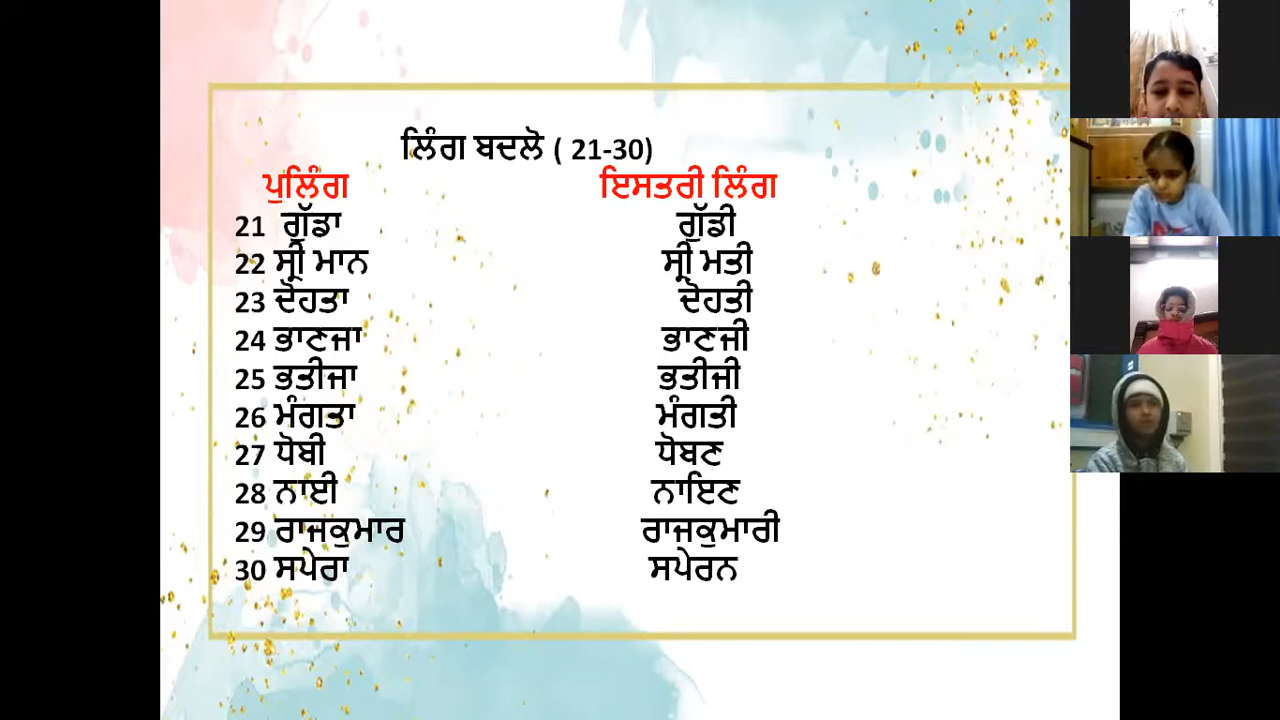 ਲਿੰਗ ਬਦਲੋ ( 21-30)
ਪੁਲਿੰਗ ਇਸਤਰੀ ਲਿੰਗ
21 ਗੁੱਡਾ ਗੁੱਡੀ
22 ਸ੍ਰੀ ਮਾਨ ਸ੍ਰੀ ਮਤੀ
23 ਦੋਹਤਾ ਦੋਹਤੀ
24 ਭਾਣਜਾ ਭਾਣਜੀ
25 ਭਤੀਜਾ ਭਤੀਜੀ
26 ਮੰਗਤਾ ਮੰਗਤੀ
27 ਧੋਬੀ ਧੋਬਣ
28 ਨਾਈ ਨਾਇਣ
29 ਰਾਜਕੁਮਾਰ ਰਾਜਕੁਮਾਰੀ
30 ਸਪੇਰਾ ਸਪੇਰਨ